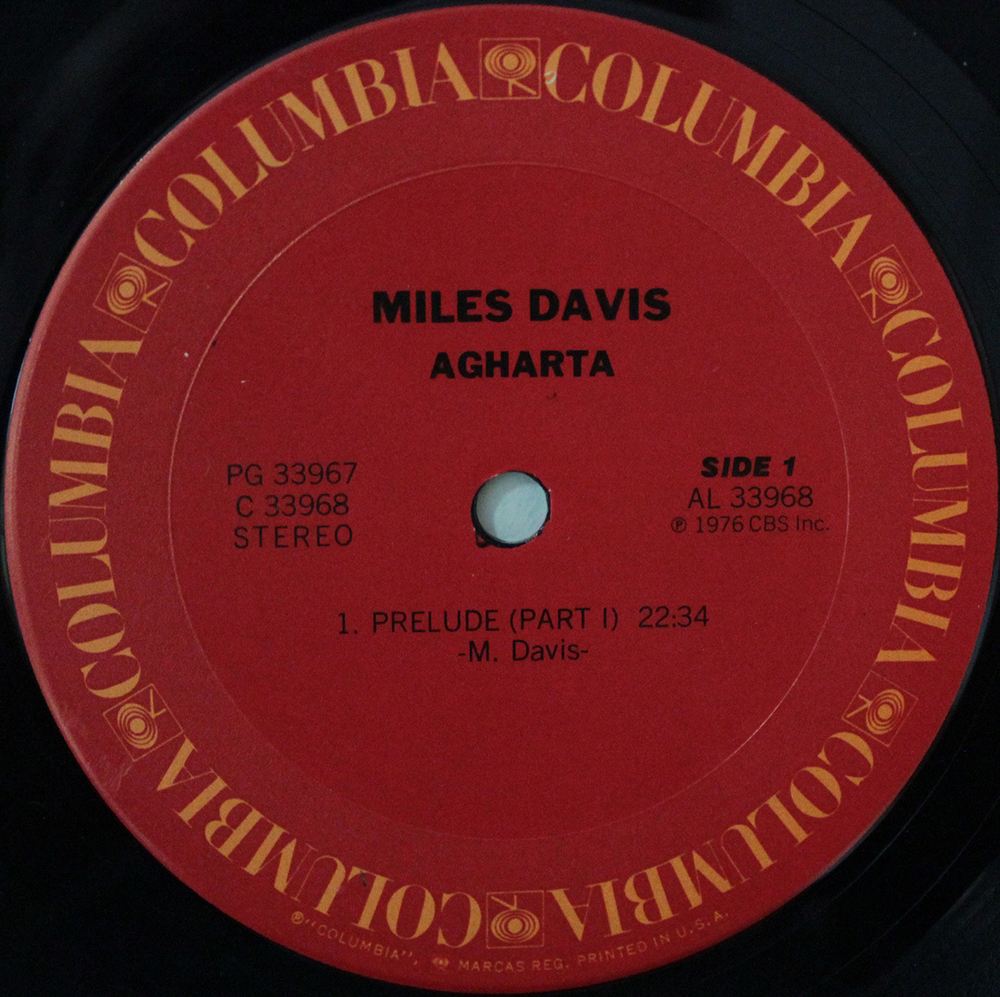 COLUMBIA COLUMBIA COLUMBIA COLUMBIA COLUMBIA COLUMBIA
MILES DAVIS
AGHARTA
PG 33967
C 33968
STEREO
SIDE 1
AL 33968
℗ 1976 CBS Inc.
1. PRELUDE (PART I) 22:34
-M. Davis-
®"COLUMBIA", MARCAS REG. PRINTED IN U.S.A.